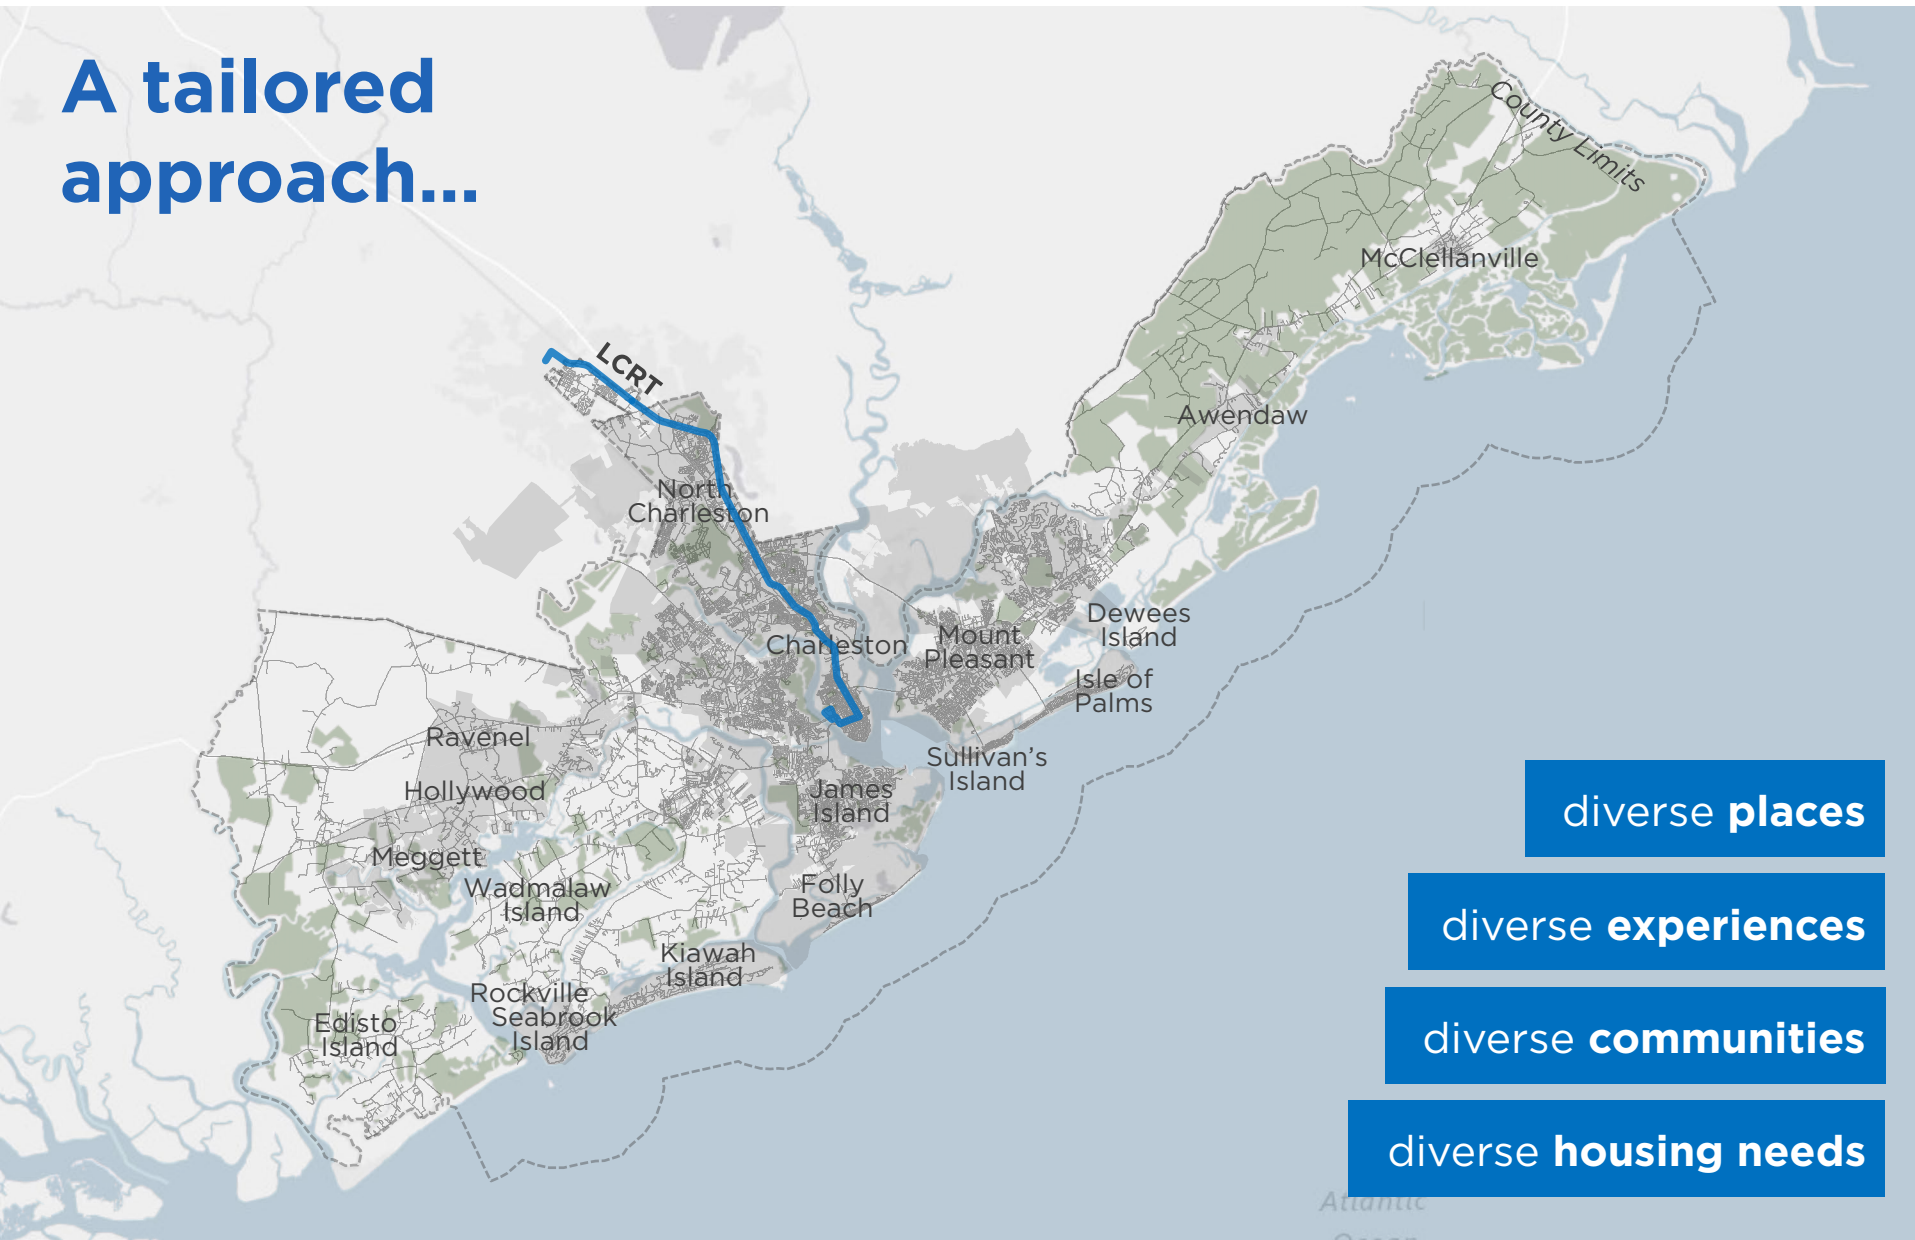 A tailored
approach...
County Limits
McClellanville
LCRT
Awendaw
North
Charleston
Dewees
Island
Charleston
Mount
Pleasant
Isle of
Palms
Ravenel
Sullivan's
Island
Hollywood
James
Island
Meggett
Wadmalaw
Island
Folly
Beach
Kiawah
Island
Rockville
Seabrook
Island
Edisto
Island
diverse places
diverse experiences
diverse communities
diverse housing needs
Atlantic
Ocean